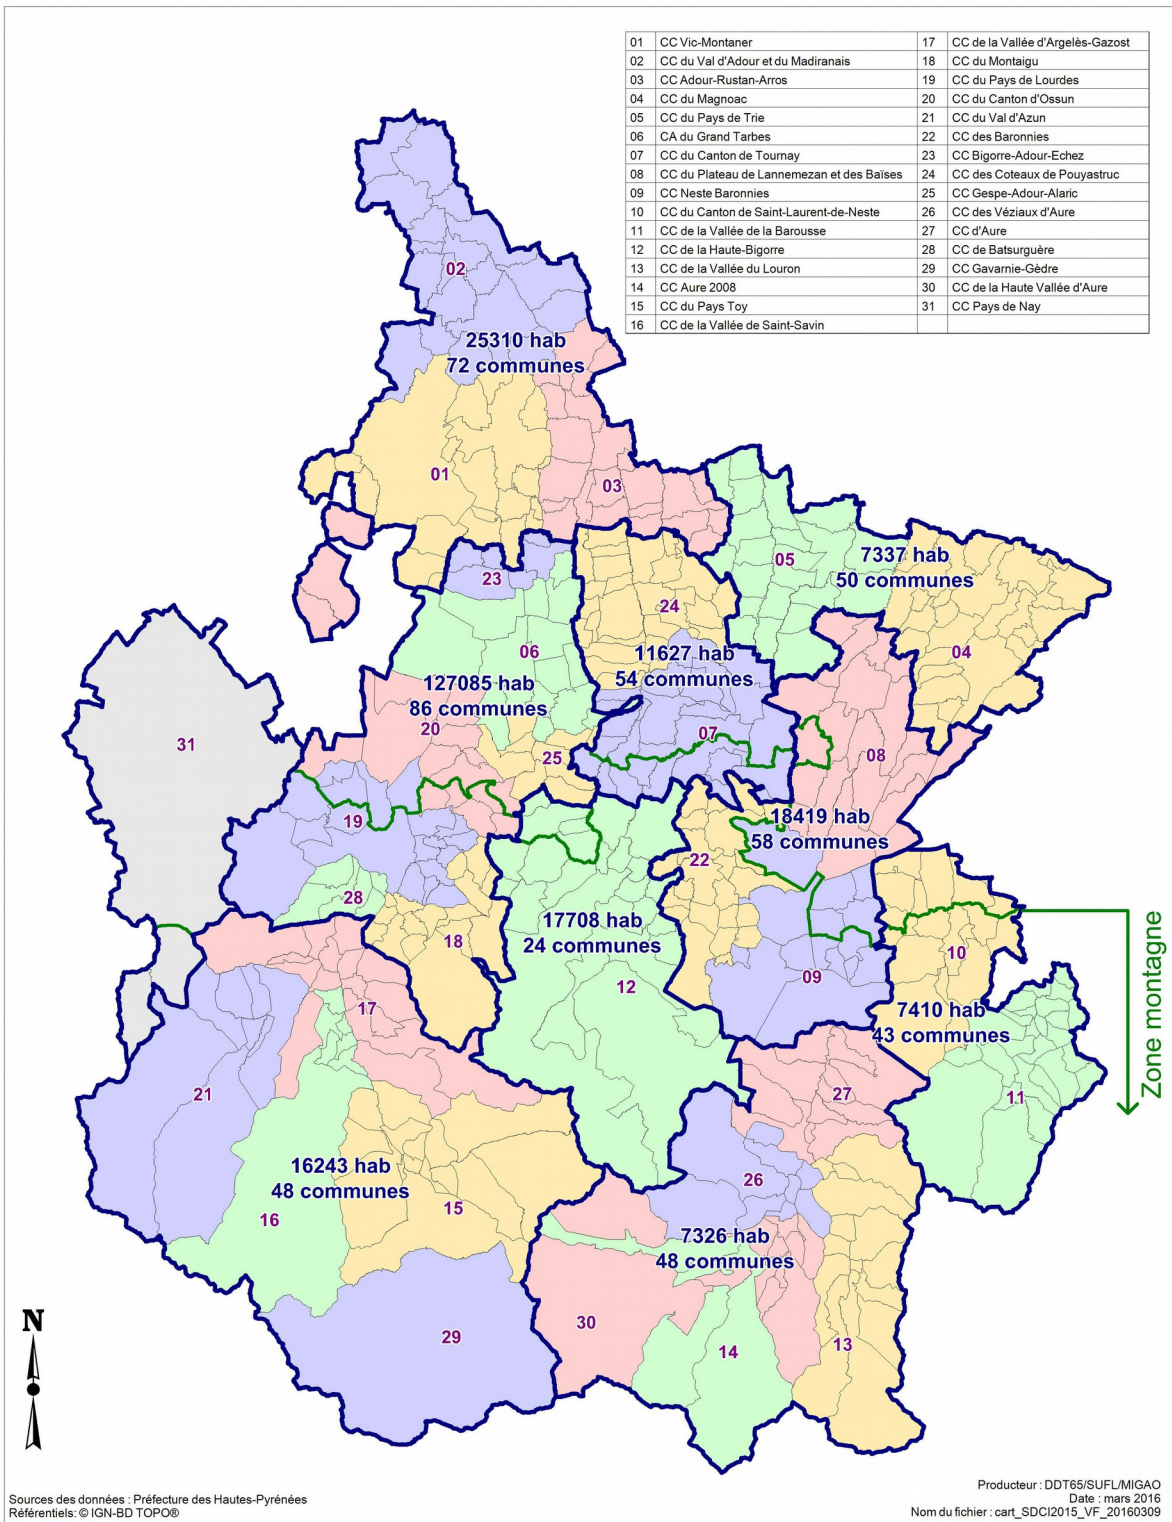 01 CC Vic-Montaner 17 CC de la Vallée d'Argelès-Gazost
02 CC du Val d'Adour et du Madiranais 18 CC du Montaigu
03 CC Adour-Rustan-Arros 19 CC du Pays de Lourdes
04 CC du Magnoac 20 CC du Canton d'Ossun
05 CC du Pays de Trie 21 CC du Val d'Azun
06 CA du Grand Tarbes 22 CC des Baronnies
07 CC du Canton de Tournay 23 CC Bigorre-Adour-Echez
08 CC du Plateau de Lannemezan et des Baïses 24 CC des Coteaux de Pouyastruc
09 CC Neste Baronnies 25 CC Gespe-Adour-Alaric
10 CC du Canton de Saint-Laurent-de-Neste 26 CC des Véziaux d'Aure
11 CC de la Vallée de la Barousse 27 CC d'Aure
12 CC de la Haute-Bigorre 28 CC de Batsurguère
13 CC de la Vallée du Louron 29 CC Gavarnie-Gèdre
14 CC Aure 2008 30 CC de la Haute Vallée d'Aure
15 CC du Pays Toy 31 CC Pays de Nay
16 CC de la Vallée de Saint-Savin
02
25310 hab
72 communes
01
03
05
7337 hab
50 communes
23
24
04
06
11627 hab
54 communes
127085 hab
86 communes
20
07
31
25
08
19
18419 hab
58 communes
22
28
17708 hab
24 communes
18
10
12
09
17
7410 hab
43 communes
Zone montagne
21
27
11
16243 hab
48 communes
26
16
15
7326 hab
48 communes
30
29
14
13
N
Sources des données : Préfecture des Hautes-Pyrénées
Référentiels: © IGN-BD TOPO®
Producteur : DDT65/SUFL/MIGAO
Date : mars 2016
Nom du fichier : cart_SDCI2015_VF_20160309